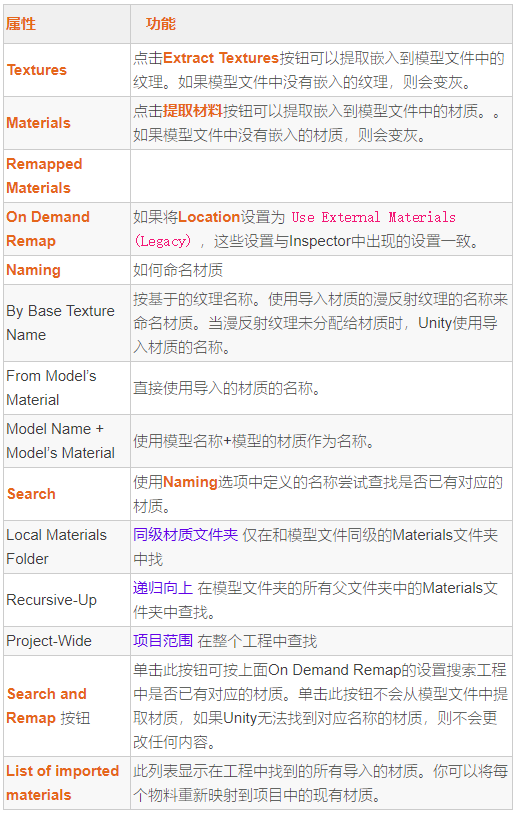 属性 功能
Textures
点击Extract Textures按钮可以提取嵌入到模型文件中的
纹理。如果模型文件中没有嵌入的纹理，则会变灰。
Materials
点击提取材料按钮可以提取嵌入到模型文件中的材质。。
如果模型文件中没有嵌入的材质，则会变灰。
Remapped
Materials
On Demand
Remap
如果将Location设置为 Use External Materials
(Legacy) ，这些设置与Inspector中出现的设置一致。
Naming
如何命名材质
By Base Texture
Name
按基于的纹理名称。使用导入材质的漫反射纹理的名称来
命名材质。当漫反射纹理未分配给材质时，Unity使用导
入材质的名称。
From Model’s
Material
直接使用导入的材质的名称。
Model Name +
Model’s Material
使用模型名称+模型的材质作为名称。
Search
使用Naming选项中定义的名称尝试查找是否已有对应的
材质。
Local Materials
Folder
同级材质文件夹 仅在和模型文件同级的Materials文件夹
中找
Recursive-Up
递归向上 在模型文件夹的所有父文件夹中的Materials文
件夹中查找。
Project-Wide
项目范围 在整个工程中查找
Search and
Remap 按钮
单击此按钮可按上面On Demand Remap的设置搜索工程
中是否已有对应的材质。单击此按钮不会从模型文件中提
取材质，如果Unity无法找到对应名称的材质，则不会更
改任何内容。
List of imported
materials
此列表显示在工程中找到的所有导入的材质。你可以将每
个物料重新映射到项目中的现有材质。